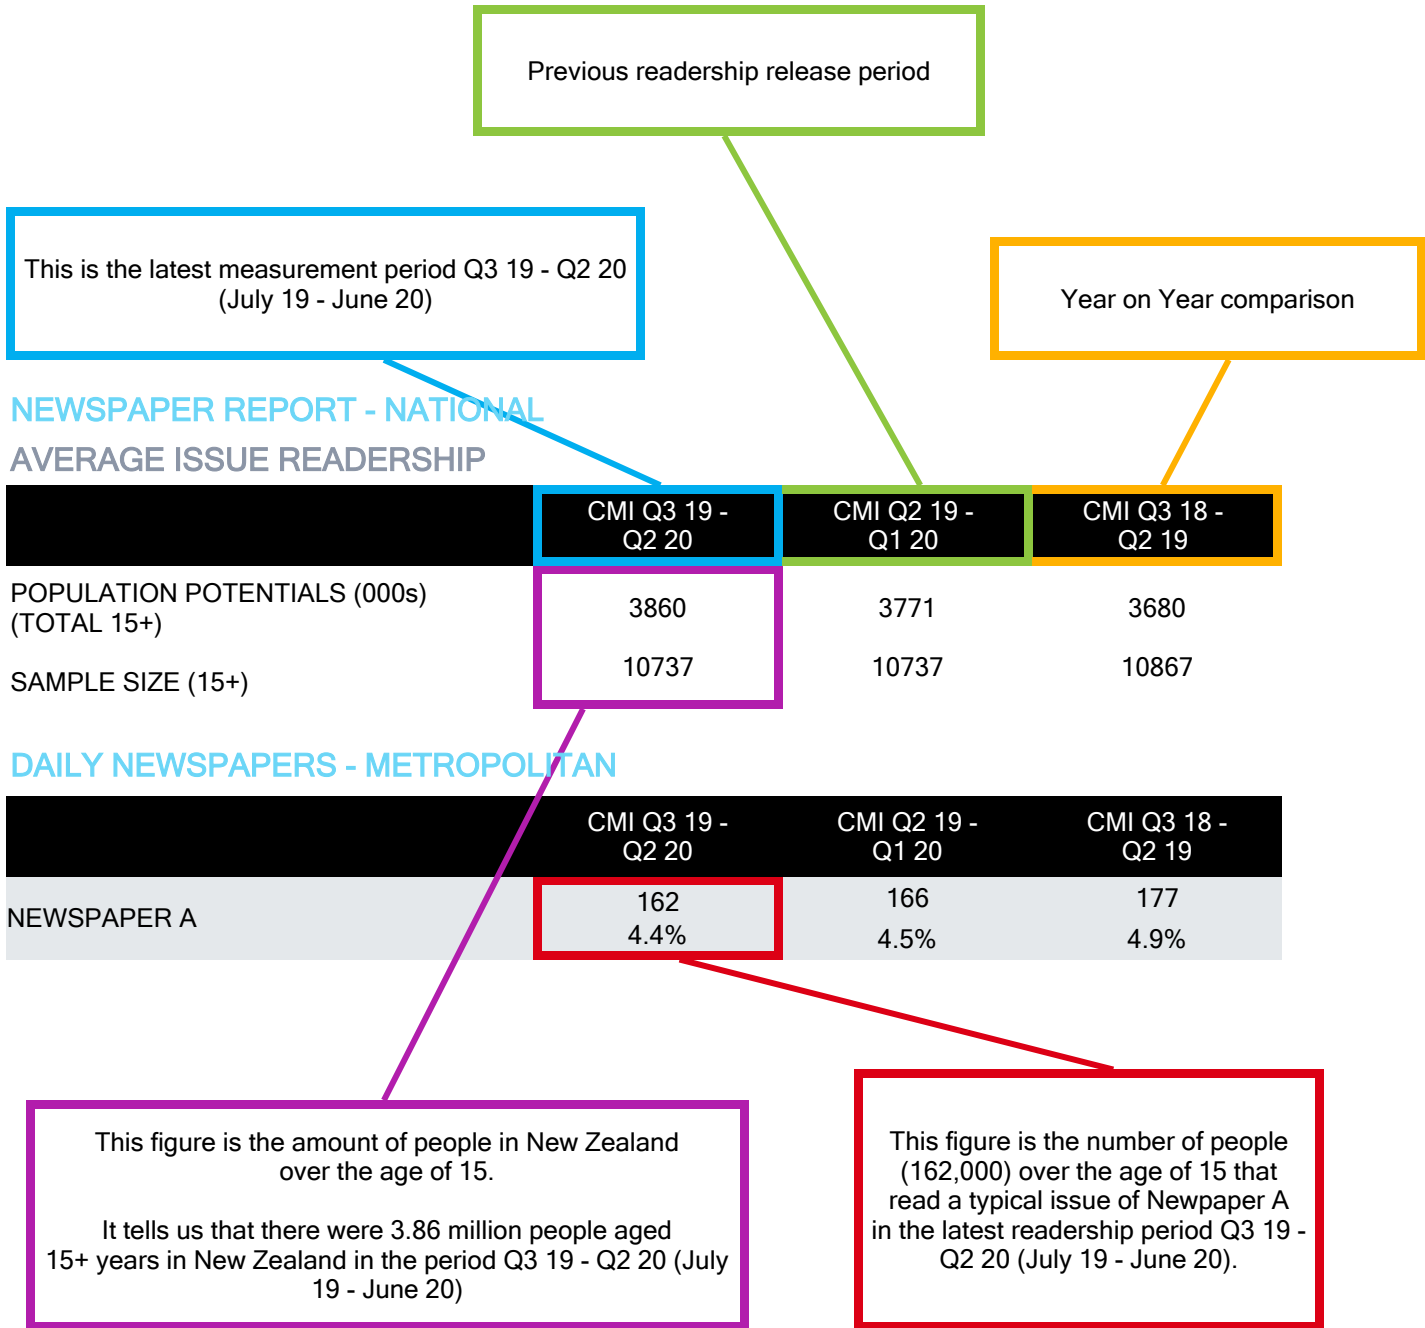 Previous readership release period
This is the latest measurement period Q3 19 - Q2 20
(July 19 - June 20)
Year on Year comparison
NEWSPAPER REPORT - NATIONAL
AVERAGE ISSUE READERSHIP
CMI Q3 19 -
Q2 20
CMI Q2 19 -
Q1 20
CMI Q3 18 -
Q2 19
POPULATION POTENTIALS (000s)
(TOTAL 15+)
3860
3771
3680
SAMPLE SIZE (15+)
10737
10737
10867
DAILY NEWSPAPERS - METROPOLITAN
CMI Q3 19 -
Q2 20
CMI Q2 19 -
Q1 20
CMI Q3 18 -
Q2 19
NEWSPAPER A
162
4.4%
166
4.5%
177
4.9%
This figure is the amount of people in New Zealand
over the age of 15.
It tells us that there were 3.86 million people aged
15+ years in New Zealand in the period Q3 19 - Q2 20 (July
19 - June 20)
This figure is the number of people
(162,000) over the age of 15 that
read a typical issue of Newpaper A
in the latest readership period Q3 19 -
Q2 20 (July 19 - June 20).